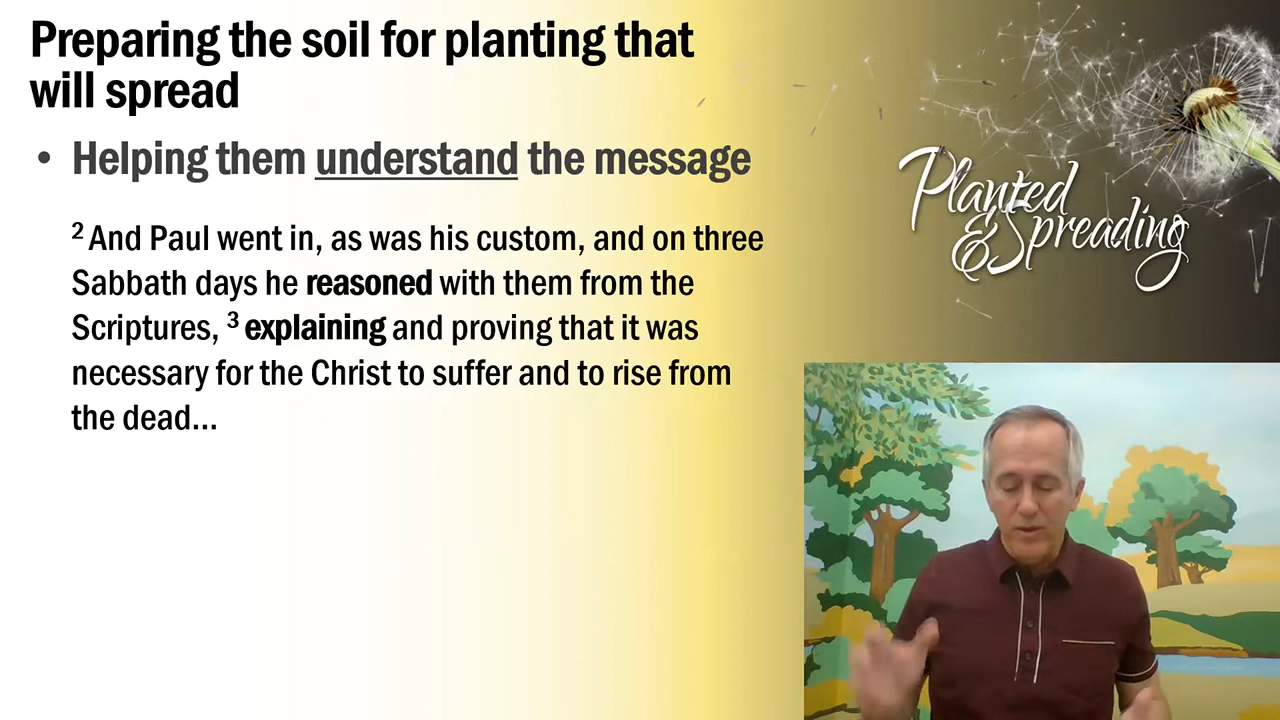 Preparing the soil for planting that
will spread
• Helping them understand the message
2 And Paul went in, as was his custom, and on three
Sabbath days he reasoned with them from the
Scriptures, 3 explaining and proving that it was
necessary for the Christ to suffer and to rise from
the dead...
Planted
&Spreading